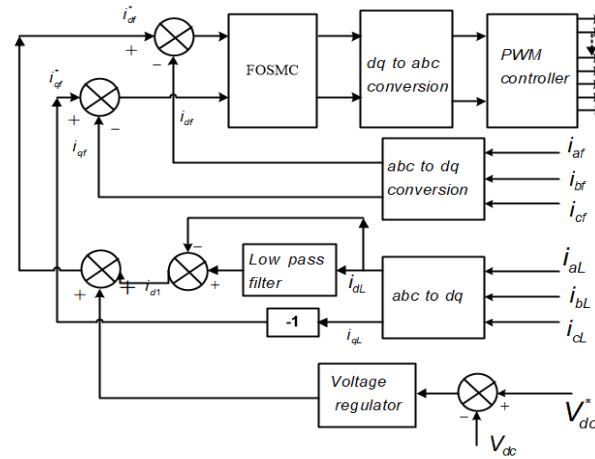 i*df
+
−
i*qf
+
−
idf
iqf
FOSMC
dq to abc
conversion
PWM
controller
abc to dq
conversion
iaf
ibf
icf
−
+
Low pass
filter
idL
abc to dq
iaL
ibL
icL
+
+
id1
-1
iqL
Voltage
regulator
−
+
V*dc
Vdc